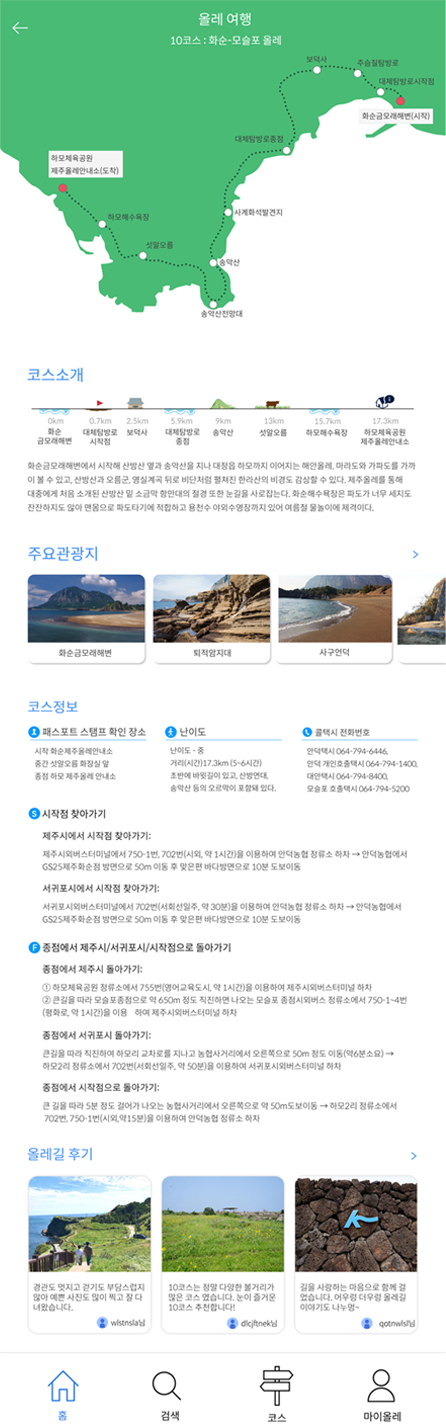 올레 여행
10코스 : 화순-모슬포 올레
보덕사
주슴질탐방로
대체탐방로시작점
화순금모래해변(시작)
대체탐방로종점
하모체육공원
제주올레안내소(도착)
사계화석발견지
하모해수욕장
섯알오름
송악산
송악산전망대
코스소개
0km 0.7km 2.5km 5.9km 9km 13km 15.7km 17.3km
화순 대체탐방로 보덕사 대체탐방로 송악산 섯알오름 하모해수욕장 하모체육공원
금모래해변 시작점 종점 제주올레안내소
화순금모래해변에서 시작해 산방산 옆과 송악산을 지나 대정읍 하모까지 이어지는 해안올레. 마라도와 가파도를 가까
이 볼 수 있고, 산방산과 오름군, 영실계곡 뒤로 비단처럼 펼쳐진 한라산의 비경도 감상할 수 있다. 제주올레를 통해
대중에게 처음 소개된 산방산 밑 소금막 항만대의 절경 또한 눈길을 사로잡는다. 화순해수욕장은 파도가 너무 세지도
잔잔하지도 않아 맨몸으로 파도타기에 적합하고 용천수 야외수영장까지 있어 여름철 물놀이에 제격이다.
주요관광지
화순금모래해변
퇴적암지대
사구언덕
코스정보
패스포트 스탬프 확인 장소
시작 화순제주올레안내소
중간 섯알오름 화장실 앞
종점 하모 제주올레 안내소
난이도
난이도 - 중
거리(시간)17.3km (5~6시간)
초반에 바윗길이 있고, 산방연대,
송악산 등의 오르막이 포함돼 있다.
콜택시 전화번호
안덕택시 064-794-6446,
안덕 개인호출택시 064-794-1400,
대안택시 064-794-8400,
모슬포 호출택시 064-794-5200
S 시작점 찾아가기
제주시에서 시작점 찾아가기:
제주시외버스터미널에서 750-1번, 702번(시외, 약 1시간)을 이용하여 안덕농협 정류소 하차 → 안덕농협에서
GS25제주화순점 방면으로 50m 이동 후 맞은편 바다방면으로 10분 도보이동
서귀포시에서 시작점 찾아가기:
서귀포시외버스터미널에서 702번(서회선일주, 약 30분)을 이용하여 안덕농협 정류소 하차 → 안덕농협에서
GS25제주화순점 방면으로 50m 이동 후 맞은편 바다방면으로 10분 도보이동
F 종점에서 제주시/서귀포시/시작점으로 돌아가기
종점에서 제주시 돌아가기:
① 하모체육공원 정류소에서 755번(영어교육도시, 약 1시간)을 이용하여 제주시외버스터미널 하차
② 큰길을 따라 모슬포종점으로 약 650m 정도 직진하면 나오는 모슬포 종점시외버스 정류소에서 750-1~4번
(평화로, 약 1시간)을 이용 하여 제주시외버스터미널 하차
종점에서 서귀포시 돌아가기:
큰길을 따라 직진하여 하모리 교차로를 지나고 농협사거리에서 오른쪽으로 50m 정도 이동(약6분소요) →
하모2리 정류소에서 702번(서회선일주, 약 50분)을 이용하여 서귀포시외버스터미널 하차
종점에서 시작점으로 돌아가기:
큰 길을 따라 5분 정도 걸어가 나오는 농협사거리에서 오른쪽으로 약 50m도보이동 → 하모2리 정류소에서
702번, 750-1번(시외,약15분)을 이용하여 안덕농협 정류소 하차
올레길 후기
경관도 멋지고 걷기도 부담스럽지
않아 예쁜 사진도 많이 찍고 잘 다
녀왔습니다.
wlstnsla님
10코스는 정말 다양한 볼거리가
많은 코스 였습니다. 눈이 즐거운
10코스 추천합니다!
dlcjftnek님
길을 사랑하는 마음으로 함께 걸
었습니다. 어우렁 더우렁 올레길
이야기도 나누멍~
qotnwlsl님
홈
검색
코스
마이올레